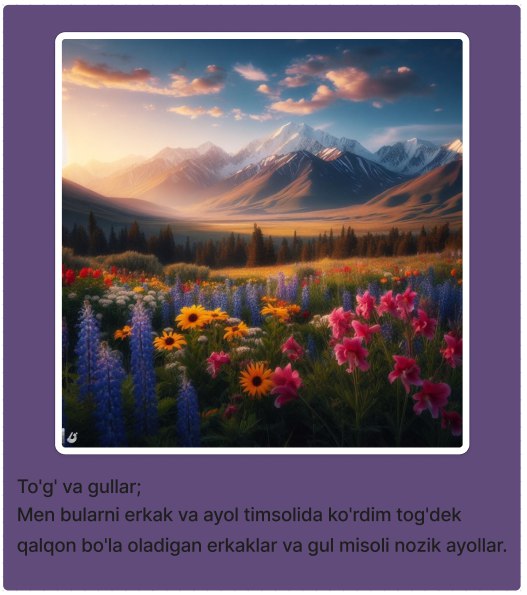 To'g' va gullar;
Men bularni erkak va ayol timsolida ko'rdim tog'dek
qalqon bo'la oladigan erkaklar va gul misoli nozik ayollar.